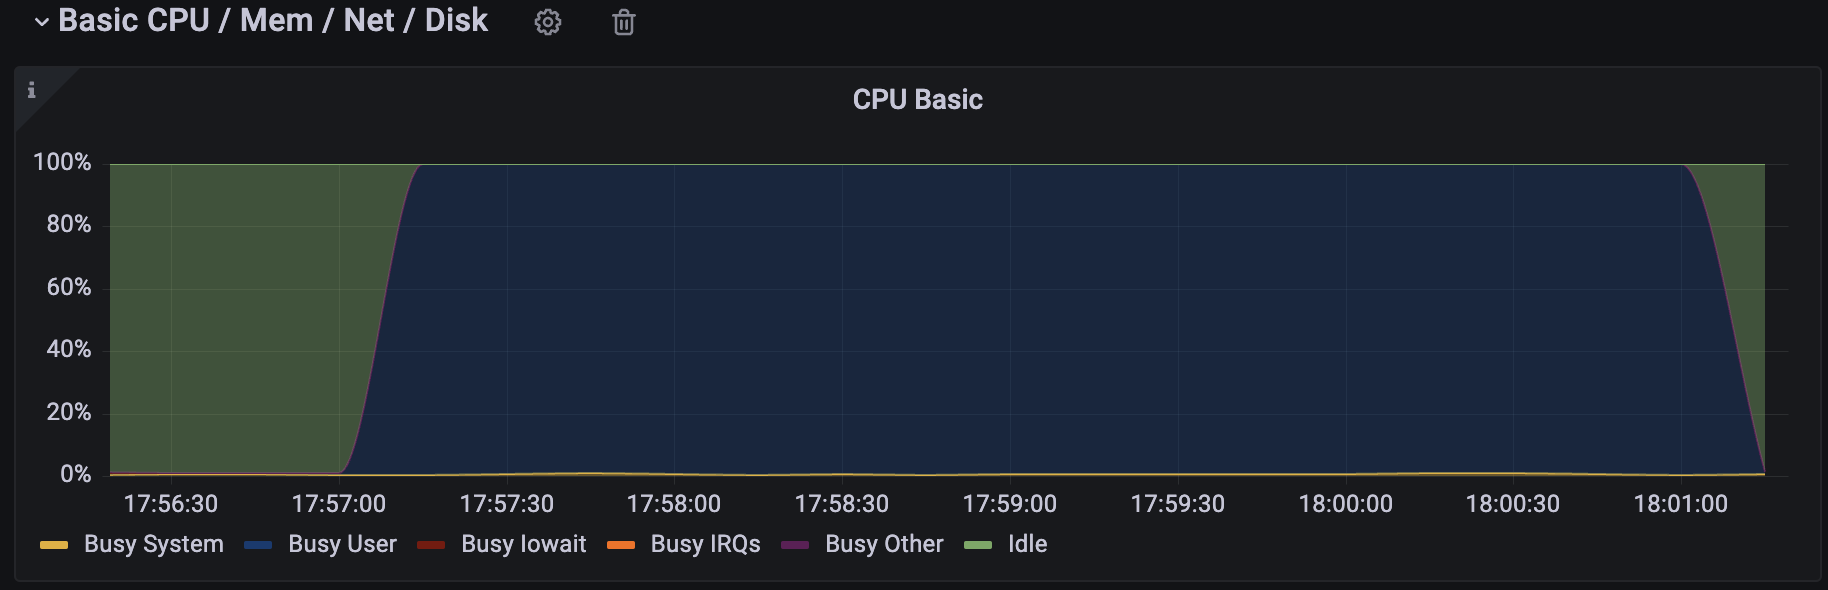 Basic CPU / Mem / Net / Disk
i
CPU Basic
100%
80%
60%
40%
20%
0%
17:56:30 17:57:00 17:57:30 17:58:00 17:58:30 17:59:00 17:59:30 18:00:00 18:00:30 18:01:00
Busy System Busy User Busy Iowait Busy IRQs Busy Other Idle